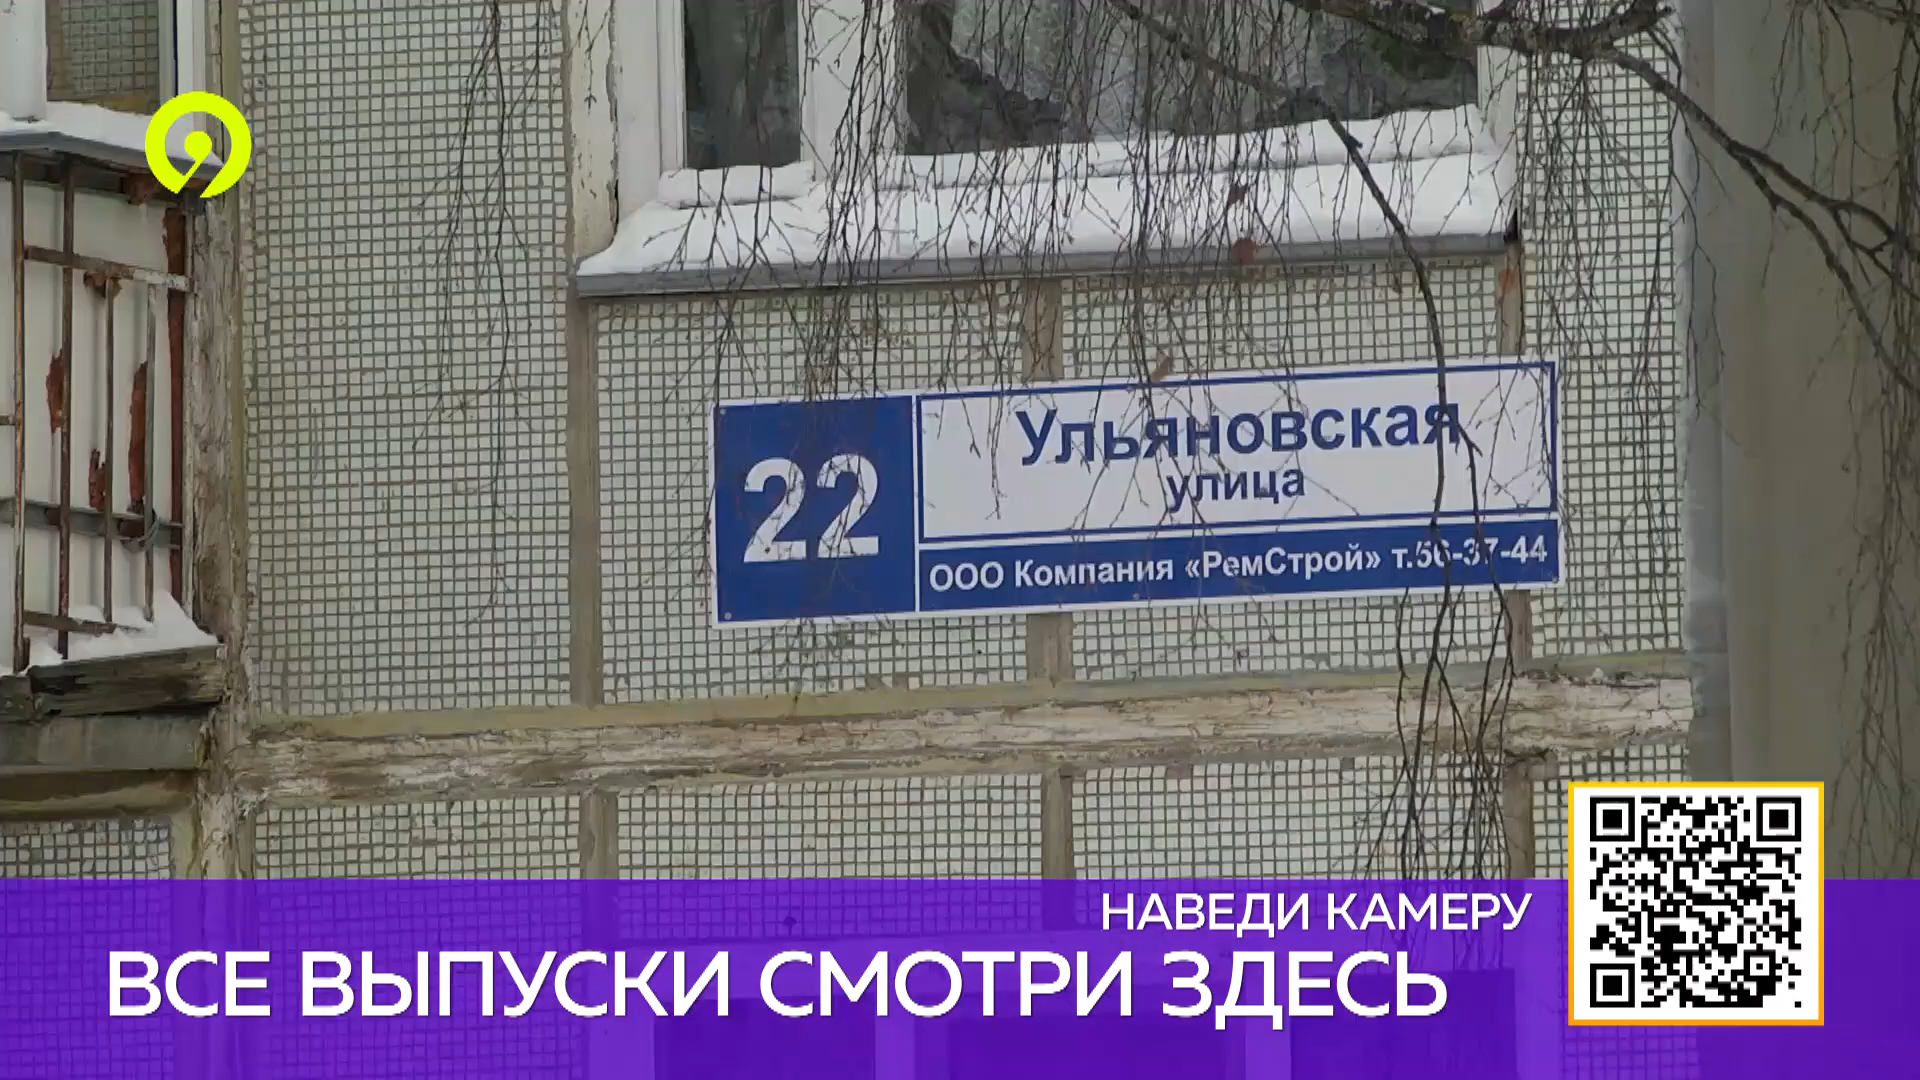 22
Ульяновская
улица
ООО Компания «РемСтрой» т.56-37-44
НАВЕДИ КАМЕРУ
ВСЕ ВЫПУСКИ СМОТРИ ЗДЕСЬ